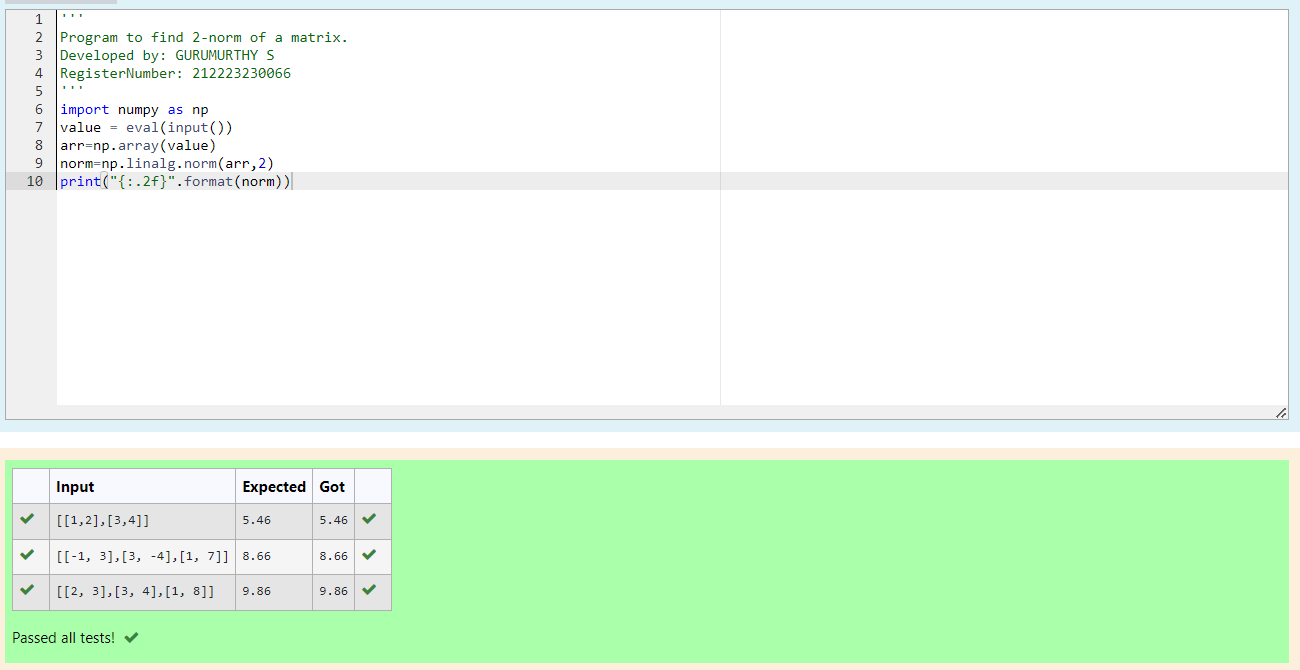 1 '''
2 Program to find 2-norm of a matrix.
3 Developed by: GURUMURTHY S
4 RegisterNumber: 212223230066
5 '''
6 import numpy as np
7 value = eval(input())
8 arr=np.array(value)
9 norm=np.linalg.norm(arr,2)
10 print("{:.2f}".format(norm))
Input Expected Got
[[1,2],[3,4]] 5.46 5.46
[[-1, 3],[3, -4],[1, 7]] 8.66 8.66
[[2, 3],[3, 4],[1, 8]] 9.86 9.86
Passed all tests!